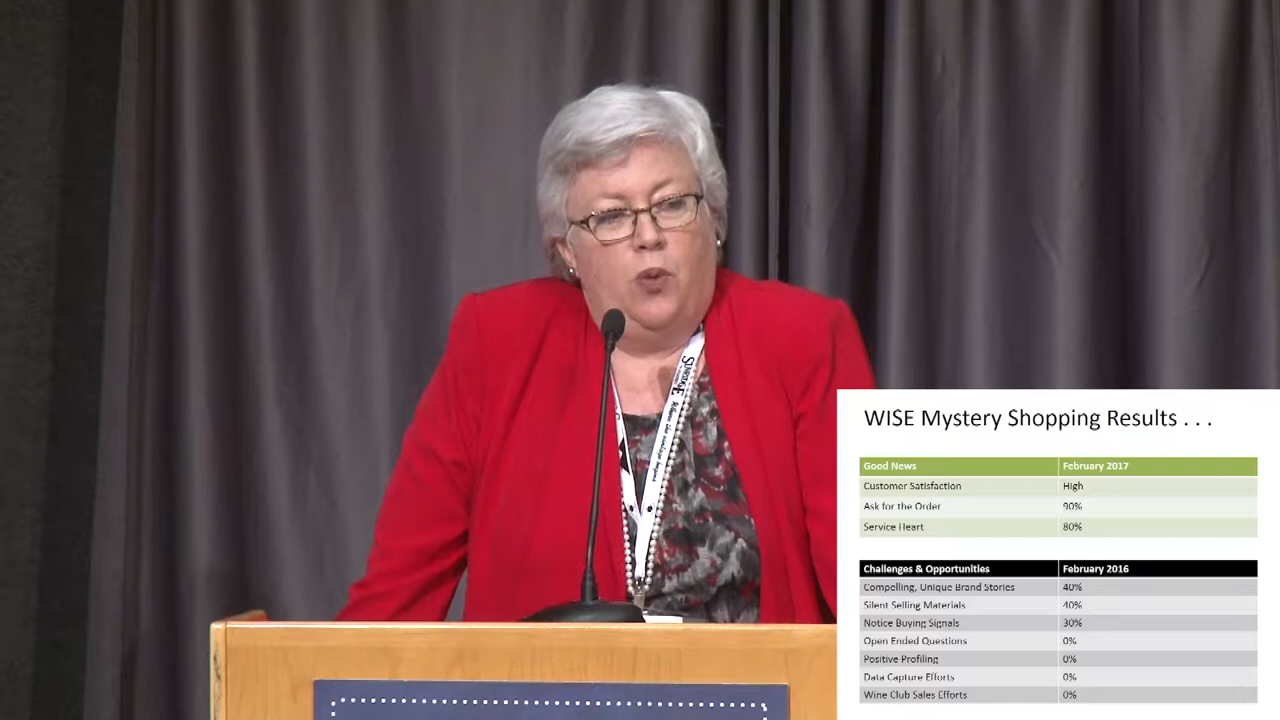 WISE Mystery Shopping Results . . .
Good News February 2017
Customer Satisfaction High
Ask for the Order 90%
Service Heart 80%
Challenges & Opportunities February 2016
Compelling, Unique Brand Stories 40%
Silent Selling Materials 40%
Notice Buying Signals 30%
Open Ended Questions 0%
Positive Profiling 0%
Data Capture Efforts 0%
Wine Club Sales Efforts 0%